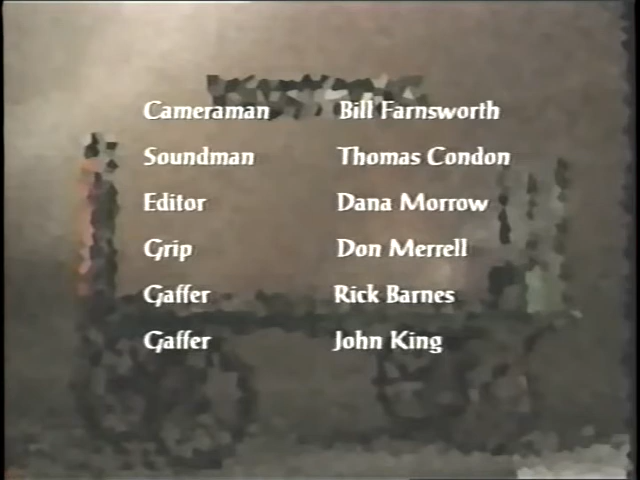 Cameraman Bill Farnsworth
Soundman Thomas Condon
Editor Dana Morrow
Grip Don Merrell
Gaffer Rick Barnes
Gaffer John King